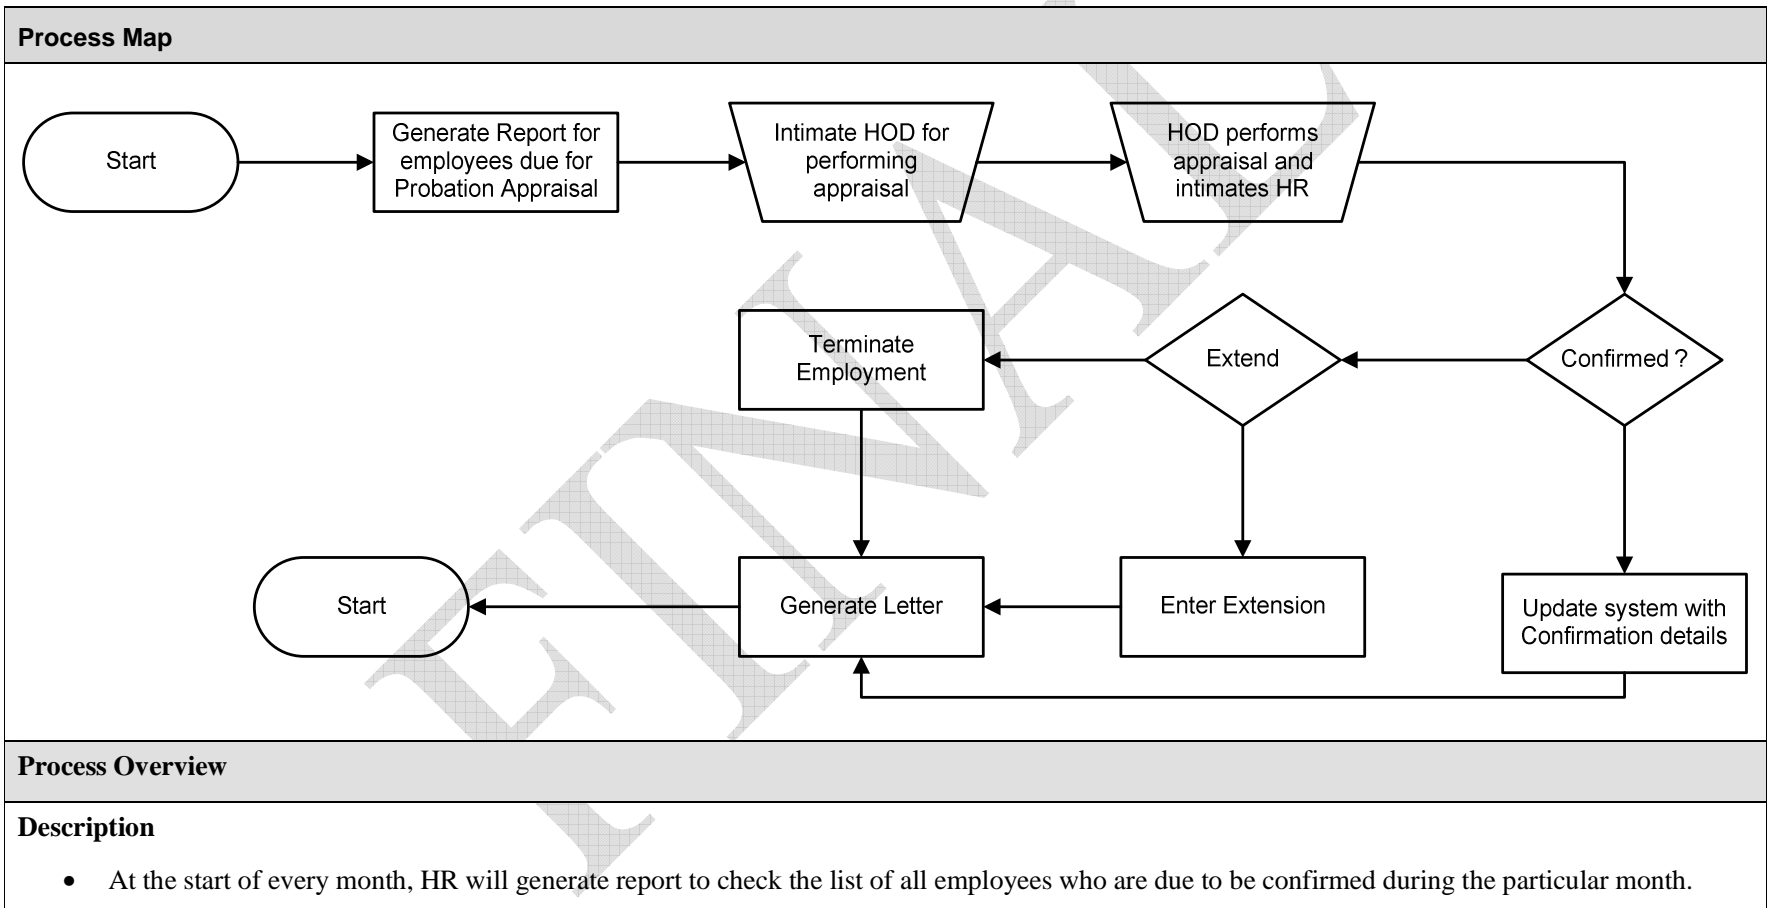 Process Map
Start
Generate Report for
employees due for
Probation Appraisal
Intimate HOD for
performing
appraisal
HOD performs
appraisal and
intimates HR
Terminate
Employment
Extend
Confirmed ?
Start
Generate Letter
Enter Extension
Update system with
Confirmation details
FINAL
Process Overview
Description
• At the start of every month, HR will generate report to check the list of all employees who are due to be confirmed during the particular month.